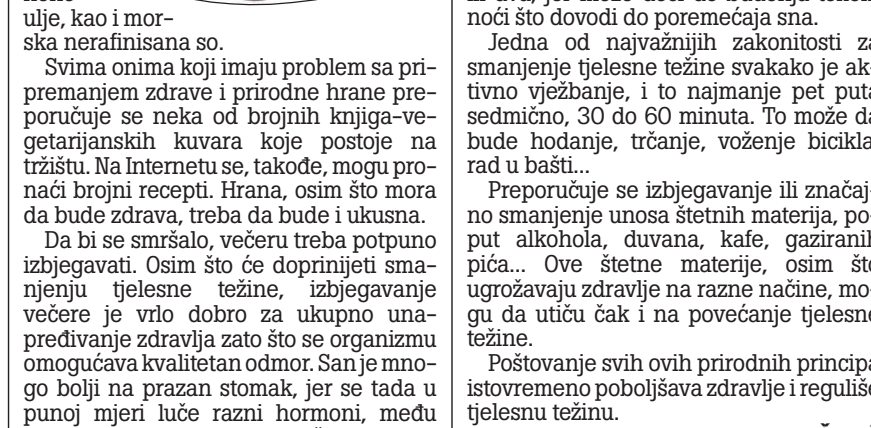 ulje, kao i mor-
ska nerafinisana so.
Svima onima koji imaju problem sa pri-
premanjem zdrave i prirodne hrane pre-
poručuje se neka od brojnih knjiga-ve-
getarijanskih kuvara koje postoje na
tržištu. Na Internetu se, takođe, mogu pro-
naći brojni recepti. Hrana, osim što mora
da bude zdrava, treba da bude i ukusna.
Da bi se smršalo, večeru treba potpuno
izbjegavati. Osim što će doprinijeti sma-
njenju tjelesne težine, izbjegavanje
večere je vrlo dobro za ukupno una-
pređivanje zdravlja zato što se organizmu
omogućava kvalitetan odmor. San je mno-
go bolji na prazan stomak, jer se tada u
punoj mjeri luče razni hormoni, među
noći što dovodi do poremećaja sna.
Jedna od najvažnijih zakonitosti za
smanjenje tjelesne težine svakako je ak-
tivno vježbanje, i to najmanje pet puta
sedmično, 30 do 60 minuta. To može da
bude hodanje, trčanje, voženje bicikla,
rad u bašti...
Preporučuje se izbjegavanje ili značaj-
no smanjenje unosa štetnih materija, po-
put alkohola, duvana, kafe, gaziranih
pića... Ove štetne materije, osim što
ugrožavaju zdravlje na razne načine, mo-
gu da utiču čak i na povećanje tjelesne
težine.
Poštovanje svih ovih prirodnih principa
istovremeno poboljšava zdravlje i reguliše
tjelesnu težinu.